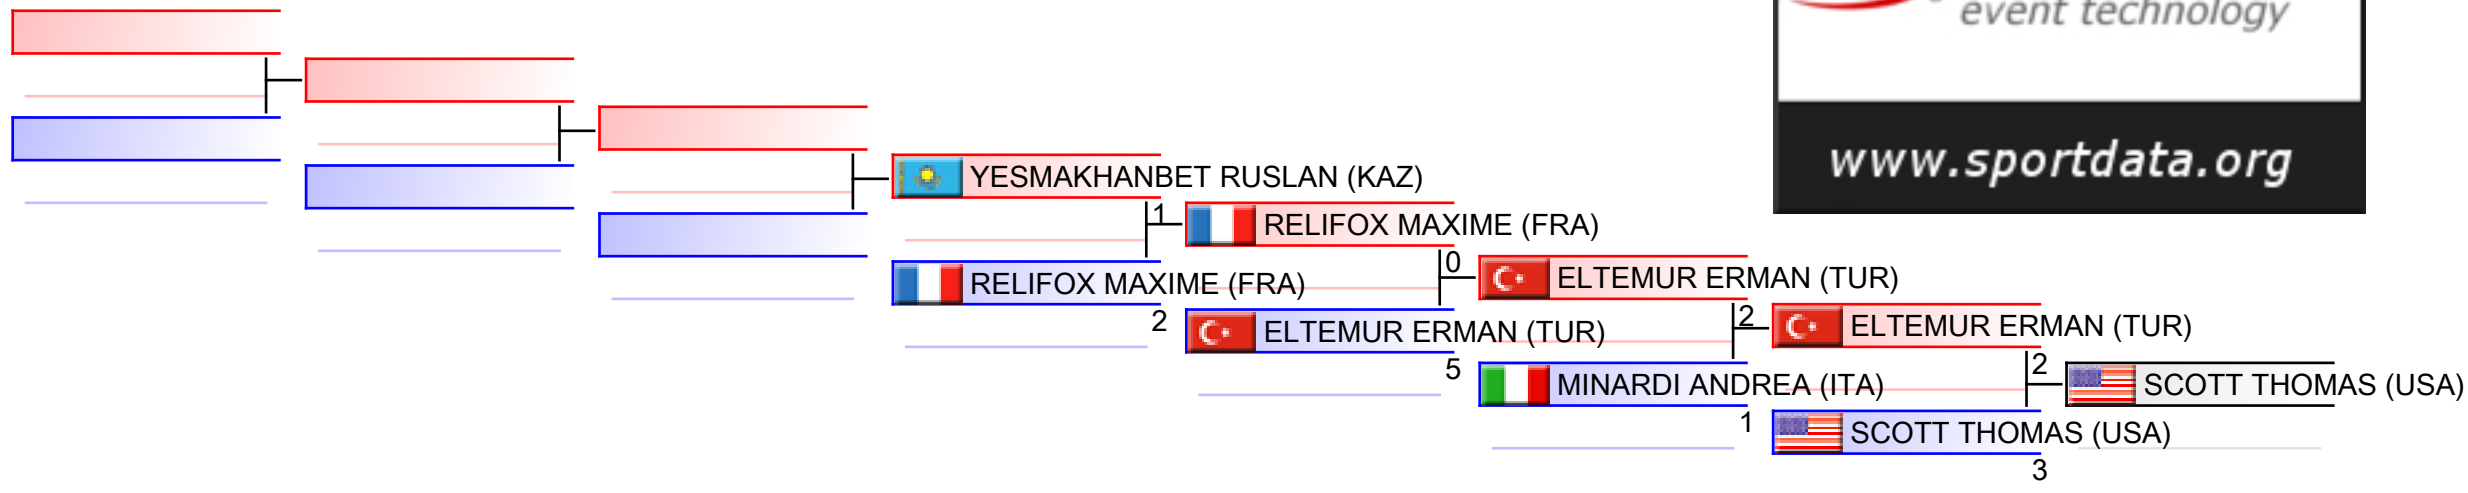 event technology
www.sportdata.org
YESMAKHANBET RUSLAN (KAZ)
1
RELIFOX MAXIME (FRA)
RELIFOX MAXIME (FRA)
2
0
ELTEMUR ERMAN (TUR)
ELTEMUR ERMAN (TUR)
5
2
ELTEMUR ERMAN (TUR)
MINARDI ANDREA (ITA)
1
2
SCOTT THOMAS (USA)
SCOTT THOMAS (USA)
3